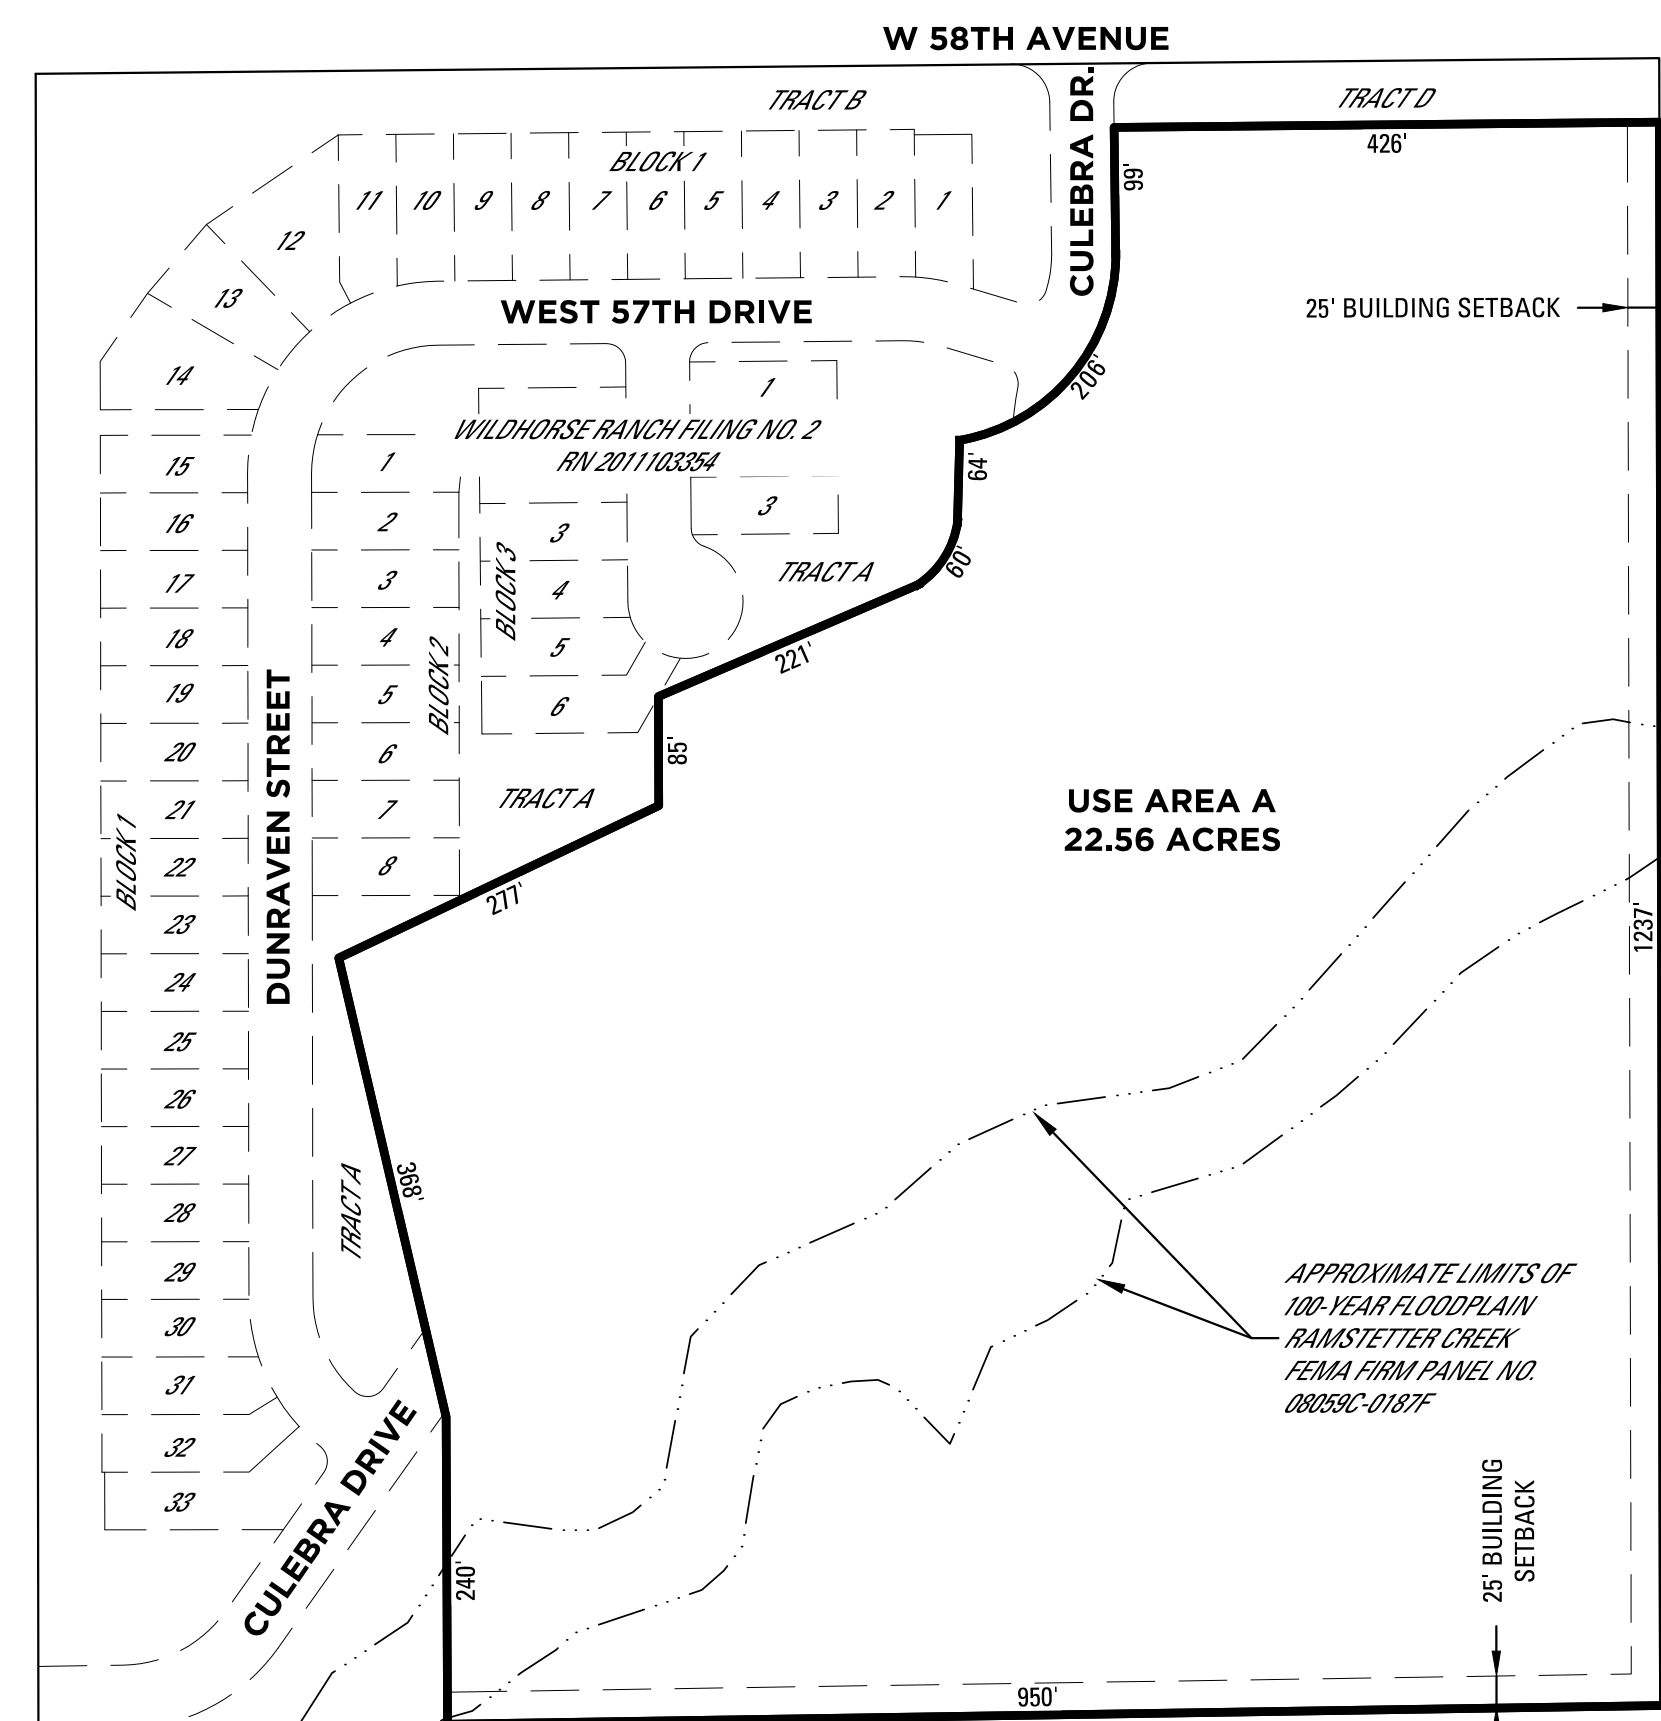 W 58TH AVENUE
TRACT B
CULEBRA DR.
TRACT D
426'
99'
BLOCK 1
11 10 9 8 7 6 5 4 3 2 1
12
13
14
WEST 57TH DRIVE
25' BUILDING SETBACK
206'
1
WILDHORSE RANCH FILING NO. 2
RN 2011103354
3
64'
60'
TRACT A
221'
15
16
17
18
19
20
21
22
23
24
25
26
27
28
29
30
31
32
33
BLOCK 1
DUNRAVEN STREET
1
2
3
4
5
6
7
8
BLOCK 2
BLOCK 3
3
4
5
6
85'
TRACT A
277'
USE AREA A
22.56 ACRES
1237'
368'
TRACT A
APPROXIMATE LIMITS OF
100-YEAR FLOODPLAIN
RAMSTETTER CREEK
FEMA FIRM PANEL NO.
08059C-0187F
CULEBRA DRIVE
240'
25' BUILDING
SETBACK
950'